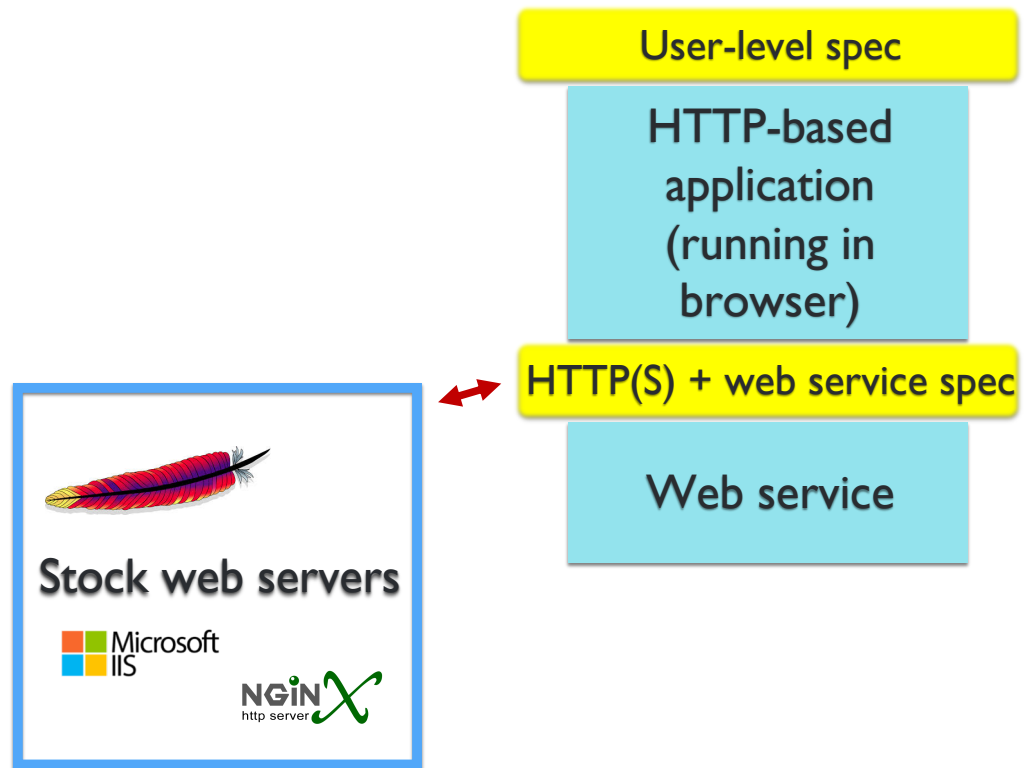 User-level spec
HTTP-based
application
(running in
browser)
HTTP(S) + web service spec
Web service
Stock web servers
Microsoft
IIS
NGiNX
http server